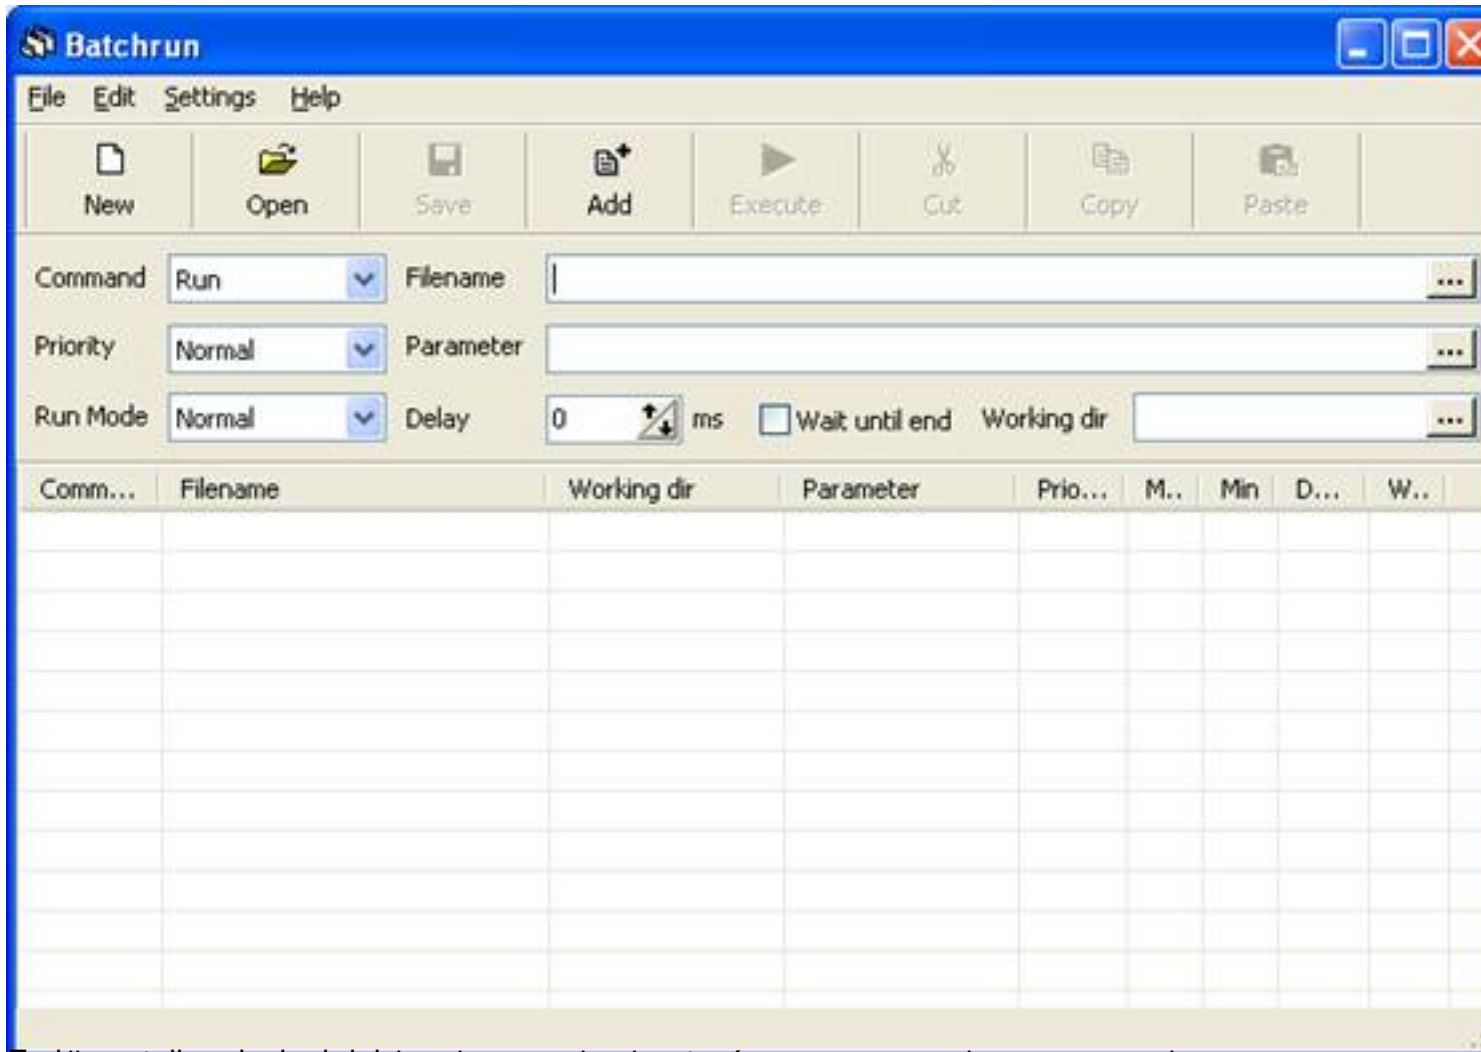 Batchrun
File Edit Settings Help
New Open Save Add Execute Cut Copy Paste
Command Run Filename ...
Priority Normal Parameter ...
Run Mode Normal Delay 0 ms Wait until end Working dir ...
Comm... Filename Working dir Parameter Prio... M.. Min D... W..